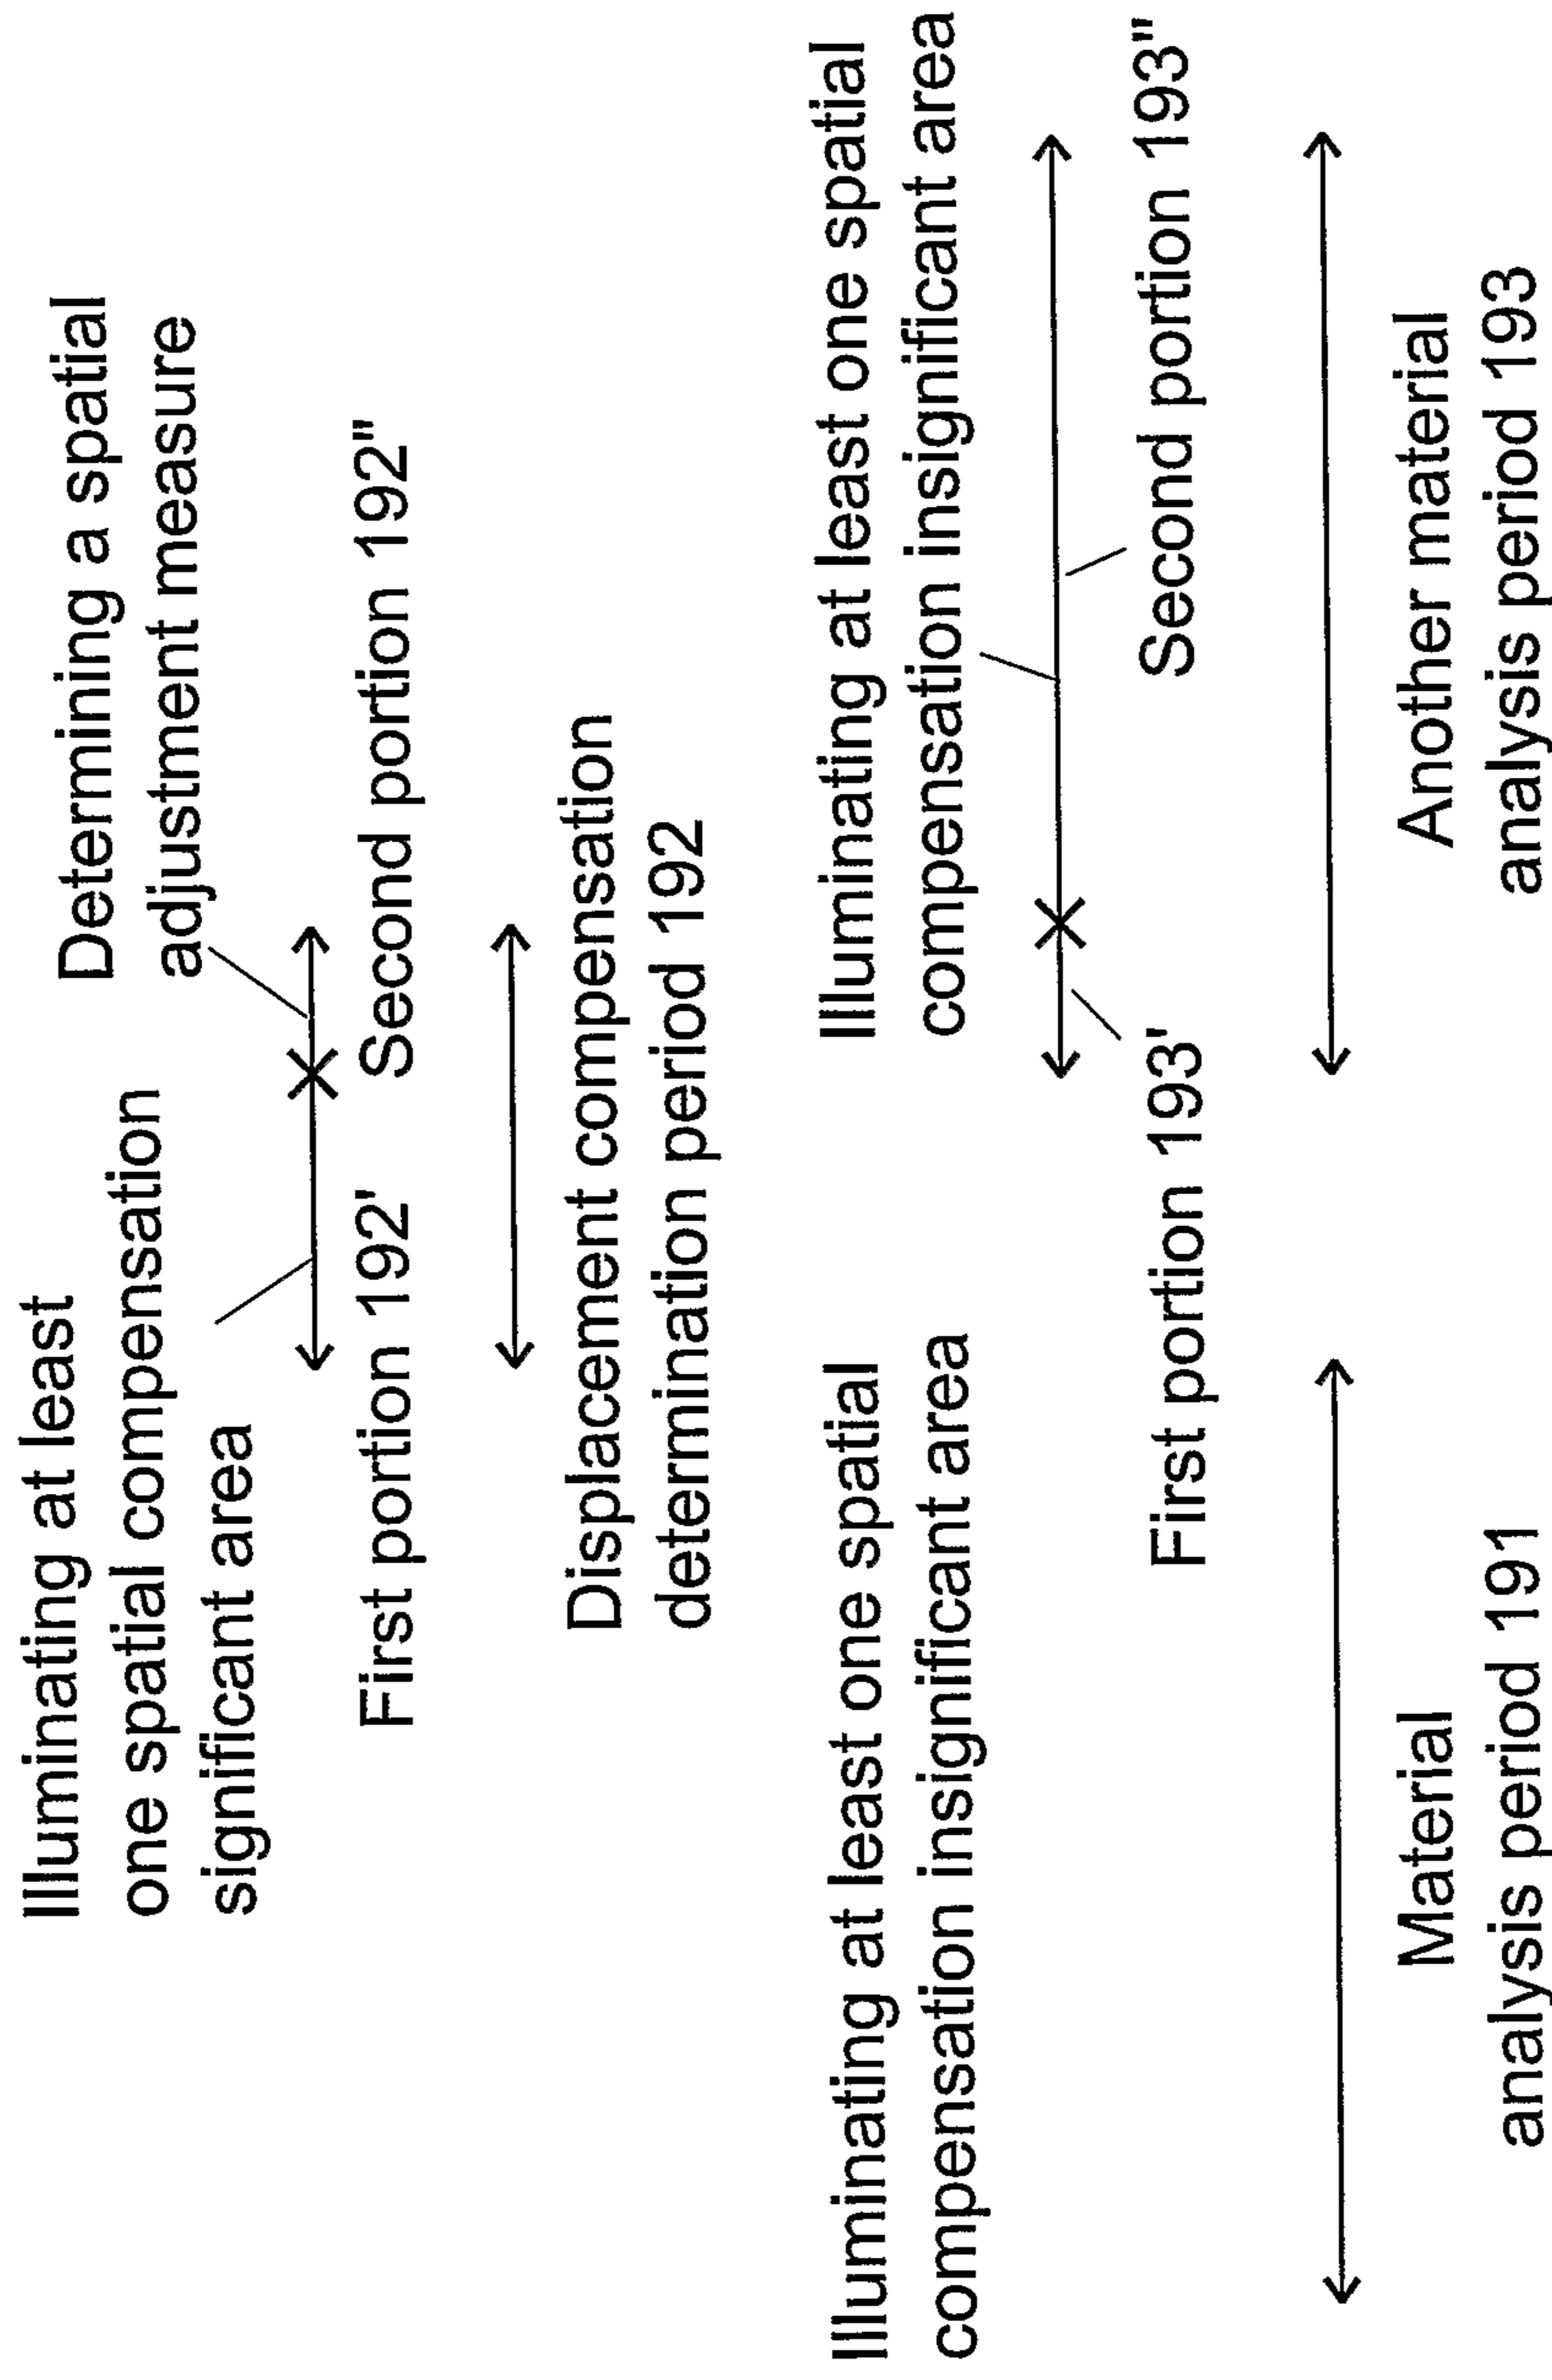 Illuminating at least
one spatial compensation
significant area
Determining a spatial
adjustment measure
First portion 192'
Second portion 192"
Displacement compensation
determination period 192
Illuminating at least one spatial
compensation insignificant area
Illuminating at least one spatial
compensation insignificant area
First portion 193'
Second portion 193"
Material
analysis period 191
Another material
analysis period 193